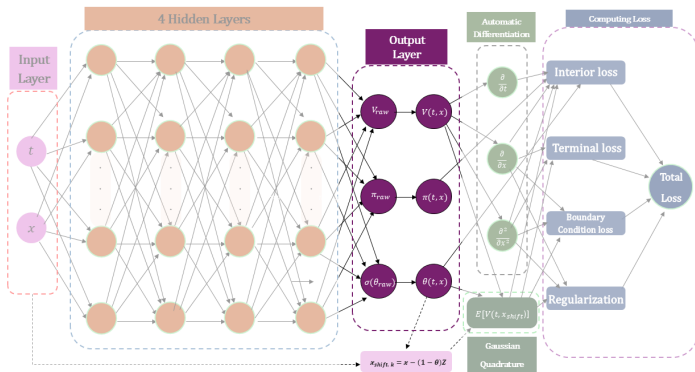 4 Hidden Layers
Input
Layer
Output
Layer
Automatic
Differentiation
Computing Loss
t
x
V_raw
π_raw
σ(θ_raw)
V(t, x)
π(t, x)
θ(t, x)
∂/∂t
∂/∂x
∂²/∂x²
E[V(t, x_shift)]
Gaussian
Quadrature
x_shift,k = x − (1 − θ)Z
Interior loss
Terminal loss
Boundary
Condition loss
Regularization
Total
Loss